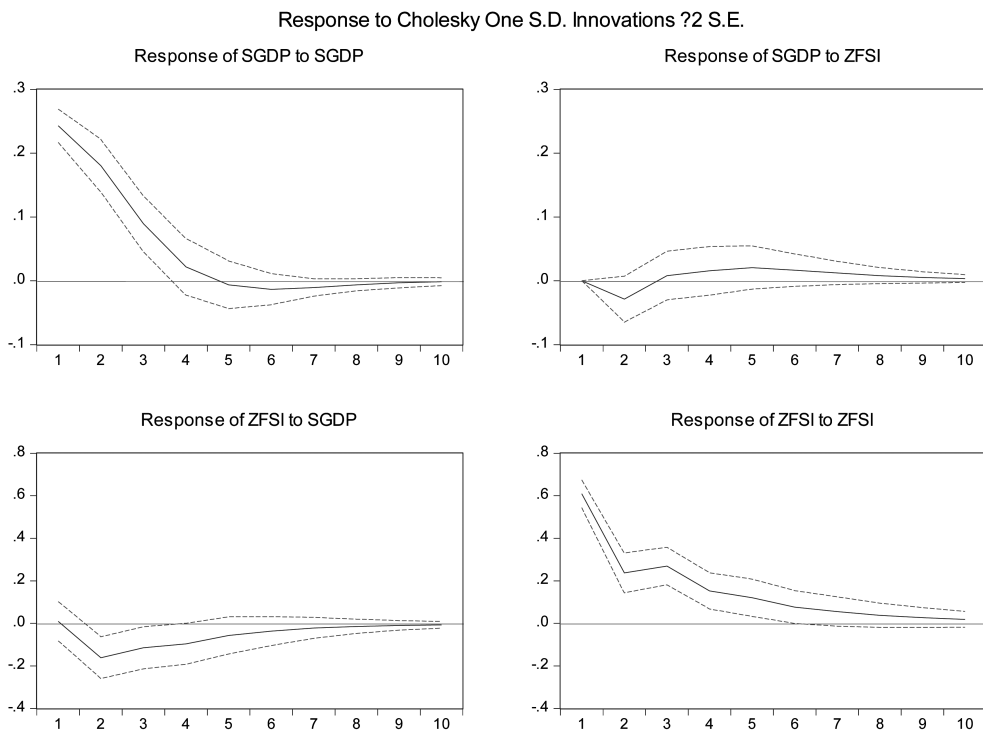 Response to Cholesky One S.D. Innovations ?2 S.E.
Response of SGDP to SGDP
.3
.2
.1
.0
-.1
1 2 3 4 5 6 7 8 9 10
Response of SGDP to ZFSI
.3
.2
.1
.0
-.1
1 2 3 4 5 6 7 8 9 10
Response of ZFSI to SGDP
.8
.6
.4
.2
.0
-.2
-.4
1 2 3 4 5 6 7 8 9 10
Response of ZFSI to ZFSI
.8
.6
.4
.2
.0
-.2
-.4
1 2 3 4 5 6 7 8 9 10